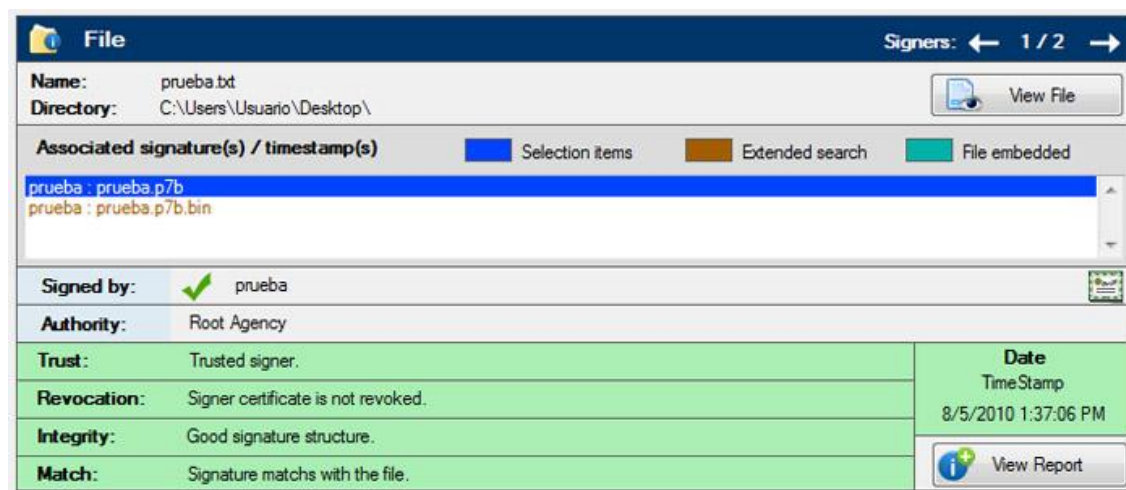 File Signers: 1 / 2
Name: prueba.txt
View File
Directory: C:\Users\Usuario\Desktop\
Associated signature(s) / timestamp(s) Selection items Extended search File embedded
prueba : prueba.p7b
prueba : prueba.p7b.bin
Signed by: prueba
Authority: Root Agency
Trust: Trusted signer.
Date
TimeStamp
Revocation: Signer certificate is not revoked.
8/5/2010 1:37:06 PM
Integrity: Good signature structure.
View Report
Match: Signature matchs with the file.